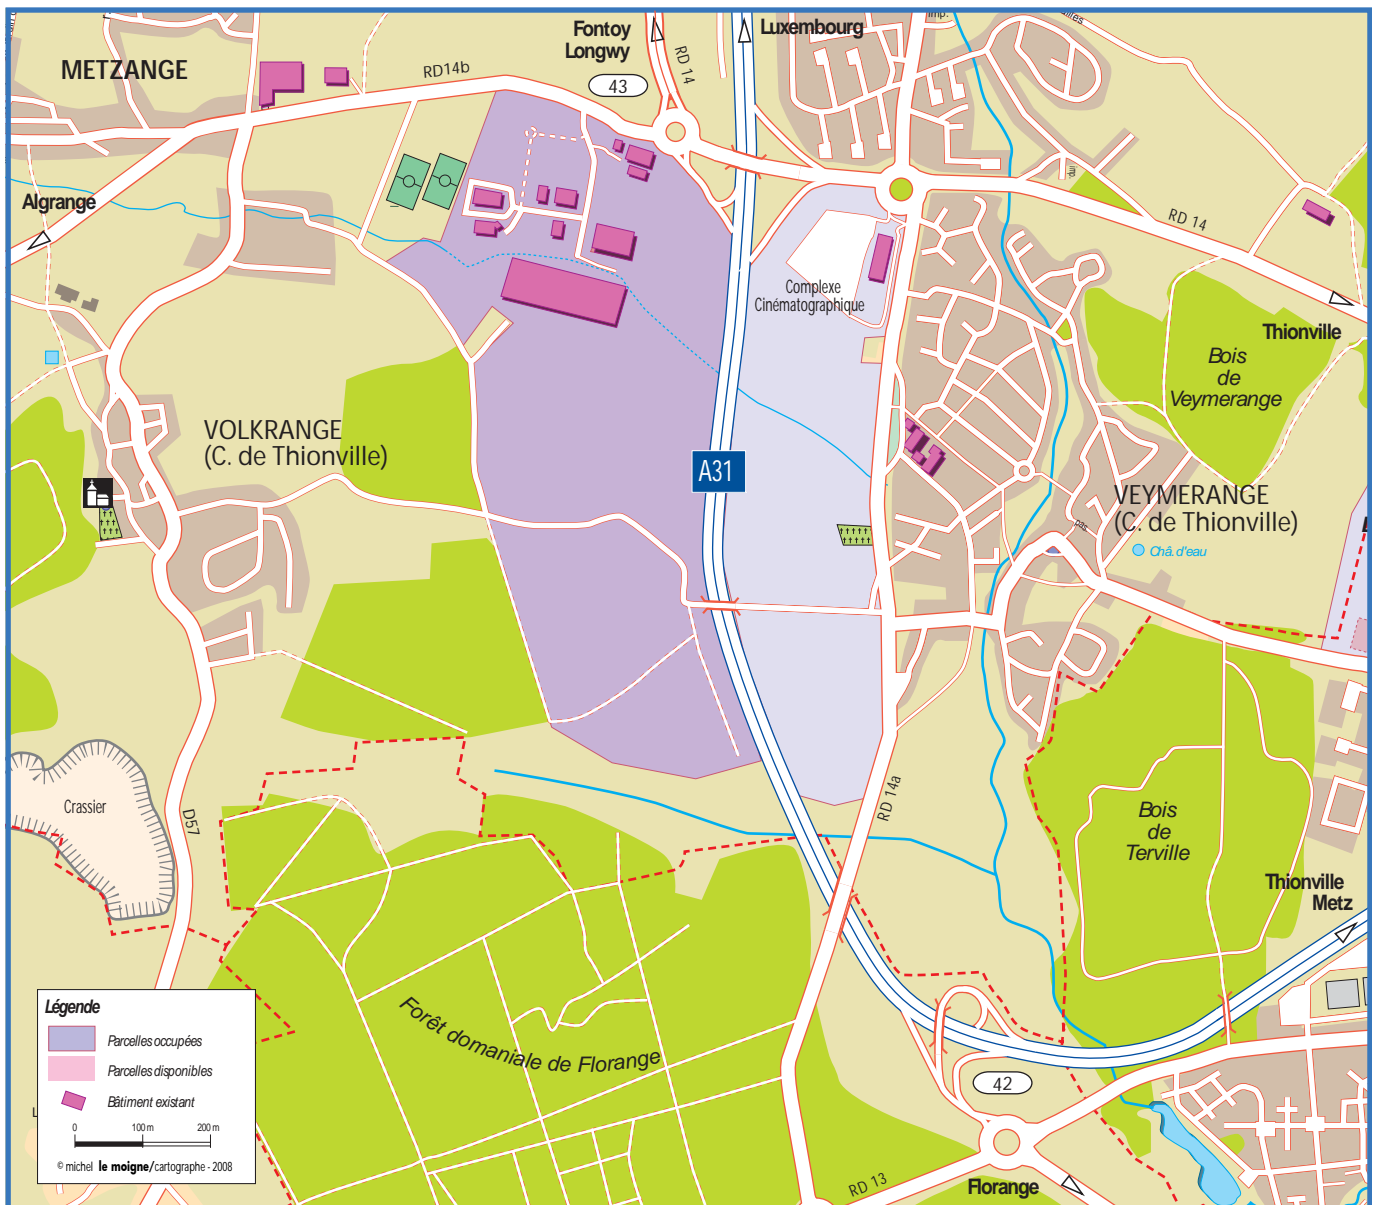 METZANGE
RD14b
Fontoy
Longwy
43
RD 14
Luxembourg
imp.
Algrange
imp.
RD 14
Thionville
Complexe
Cinématographique
Bois
de
Veymerange
VOLKRANGE
(C. de Thionville)
A31
VEYMERANGE
(C. de Thionville)
pas.
Châ. d'eau
Crassier
D57
RD 14a
Bois
de
Terville
Thionville
Metz
Forêt domaniale de Florange
42
RD 13
Florange
Légende
Parcelles occupées
Parcelles disponibles
Bâtiment existant
0 100 m 200 m
© michel le moigne/cartographe - 2008